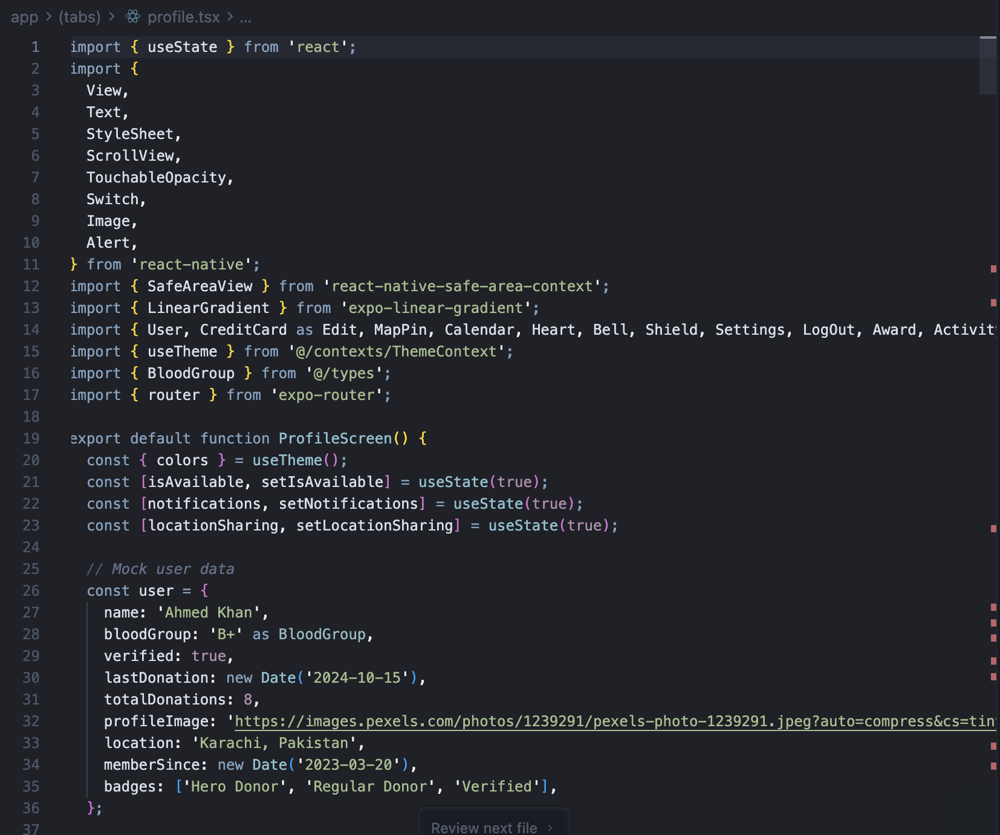 app > (tabs) > profile.tsx > ...
1 import { useState } from 'react';
2 import {
3 View,
4 Text,
5 StyleSheet,
6 ScrollView,
7 TouchableOpacity,
8 Switch,
9 Image,
10 Alert,
11 } from 'react-native';
12 import { SafeAreaView } from 'react-native-safe-area-context';
13 import { LinearGradient } from 'expo-linear-gradient';
14 import { User, CreditCard as Edit, MapPin, Calendar, Heart, Bell, Shield, Settings, LogOut, Award, Activit
15 import { useTheme } from '@/contexts/ThemeContext';
16 import { BloodGroup } from '@/types';
17 import { router } from 'expo-router';
18
19 export default function ProfileScreen() {
20 const { colors } = useTheme();
21 const [isAvailable, setIsAvailable] = useState(true);
22 const [notifications, setNotifications] = useState(true);
23 const [locationSharing, setLocationSharing] = useState(true);
24
25 // Mock user data
26 const user = {
27 name: 'Ahmed Khan',
28 bloodGroup: 'B+' as BloodGroup,
29 verified: true,
30 lastDonation: new Date('2024-10-15'),
31 totalDonations: 8,
32 profileImage: 'https://images.pexels.com/photos/1239291/pexels-photo-1239291.jpeg?auto=compress&cs=tin
33 location: 'Karachi, Pakistan',
34 memberSince: new Date('2023-03-20'),
35 badges: ['Hero Donor', 'Regular Donor', 'Verified'],
36 };
37
Review next file >